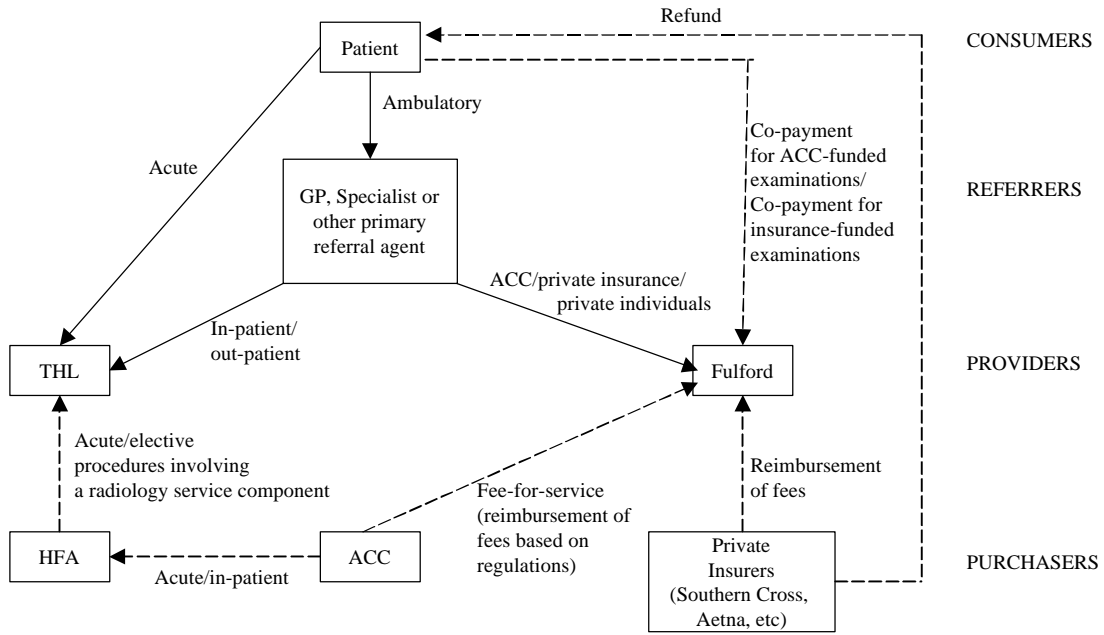 Refund
Patient
CONSUMERS
Ambulatory
Acute
Co-payment
for ACC-funded
examinations/
Co-payment for
insurance-funded
examinations
GP, Specialist or
other primary
referral agent
REFERRERS
ACC/private insurance/
private individuals
In-patient/
out-patient
THL
Fulford
PROVIDERS
Acute/elective
procedures involving
a radiology service component
Fee-for-service
(reimbursement of
fees based on
regulations)
Reimbursement
of fees
HFA
Acute/in-patient
ACC
Private
Insurers
(Southern Cross,
Aetna, etc)
PURCHASERS